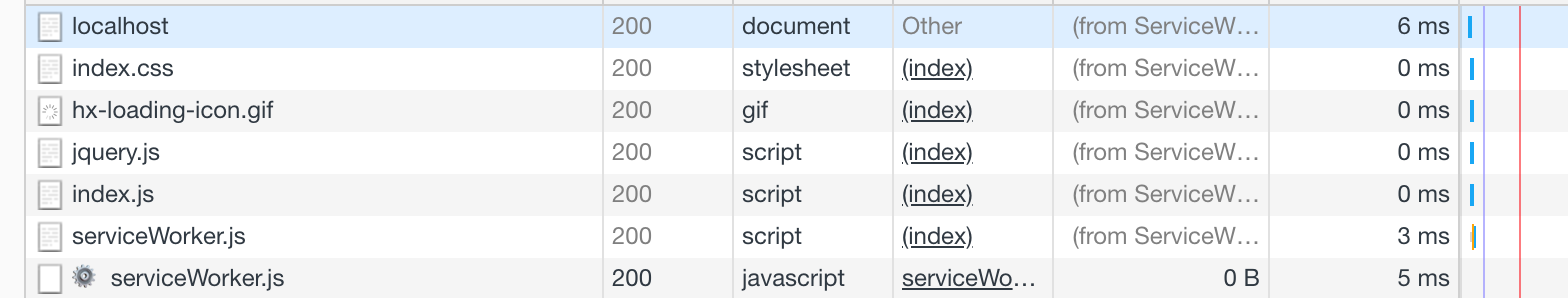 localhost 200 document Other (from ServiceW… 6 ms
index.css 200 stylesheet (index) (from ServiceW… 0 ms
hx-loading-icon.gif 200 gif (index) (from ServiceW… 0 ms
jquery.js 200 script (index) (from ServiceW… 0 ms
index.js 200 script (index) (from ServiceW… 0 ms
serviceWorker.js 200 script (index) (from ServiceW… 3 ms
serviceWorker.js 200 javascript serviceWo… 0 B 5 ms